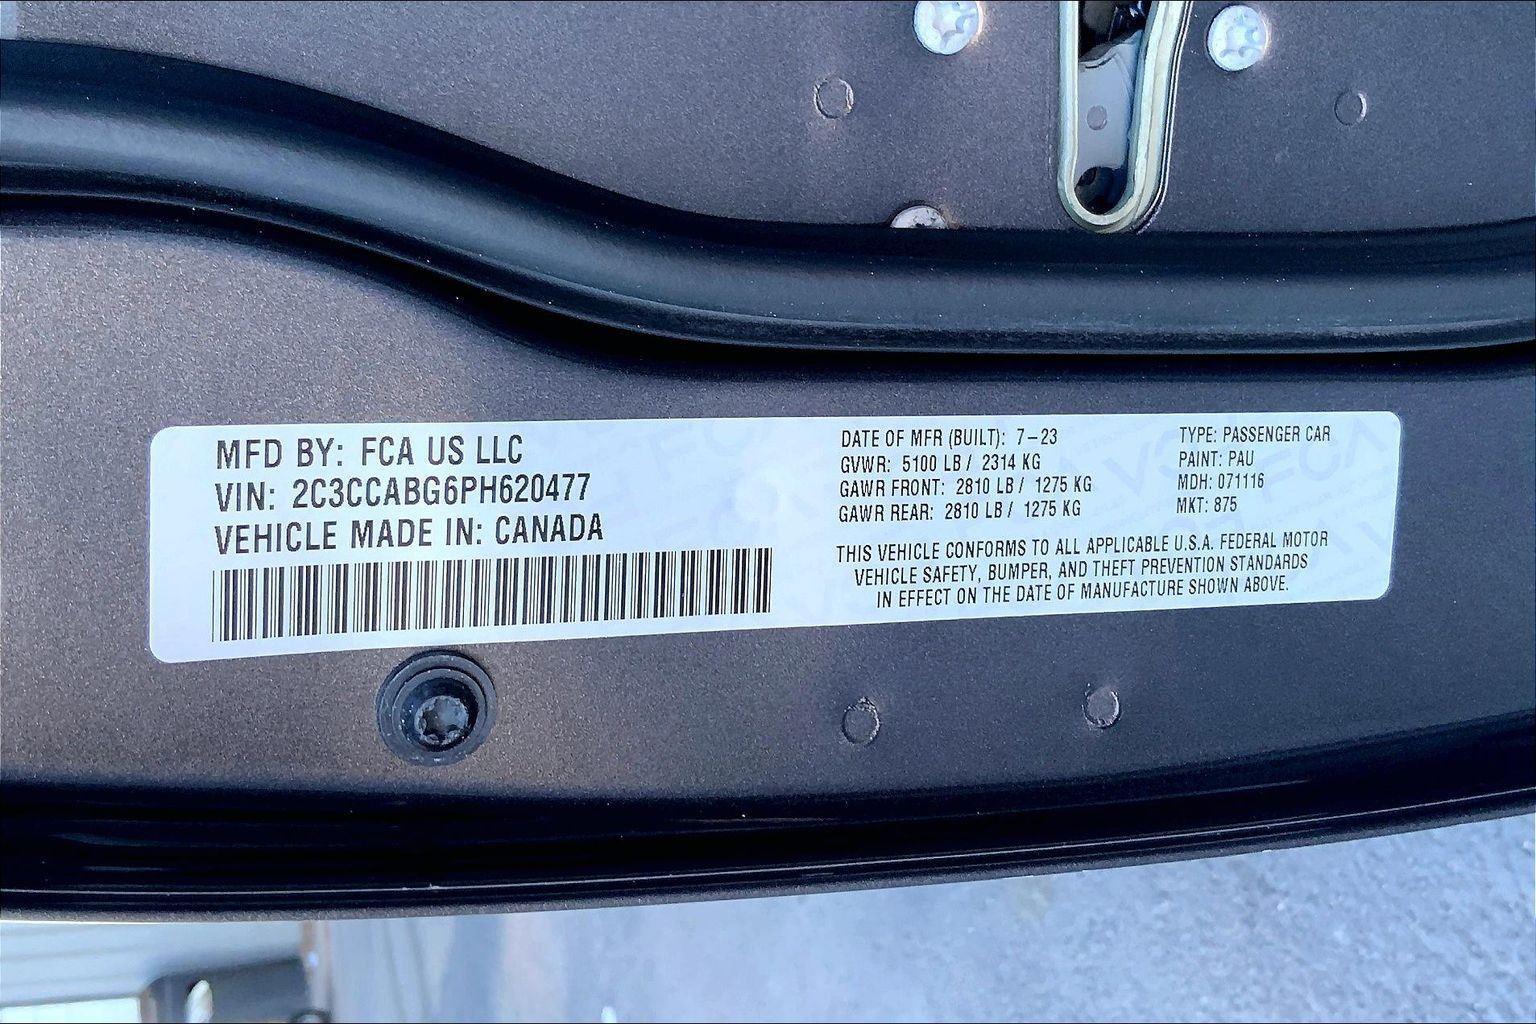 MFD BY: FCA US LLC
VIN: 2C3CCABG6PH620477
VEHICLE MADE IN: CANADA
DATE OF MFR (BUILT): 7-23
GVWR: 5100 LB / 2314 KG
GAWR FRONT: 2810 LB / 1275 KG
GAWR REAR: 2810 LB / 1275 KG
TYPE: PASSENGER CAR
PAINT: PAU
MDH: 071116
MKT: 875
THIS VEHICLE CONFORMS TO ALL APPLICABLE U.S.A. FEDERAL MOTOR
VEHICLE SAFETY, BUMPER, AND THEFT PREVENTION STANDARDS
IN EFFECT ON THE DATE OF MANUFACTURE SHOWN ABOVE.